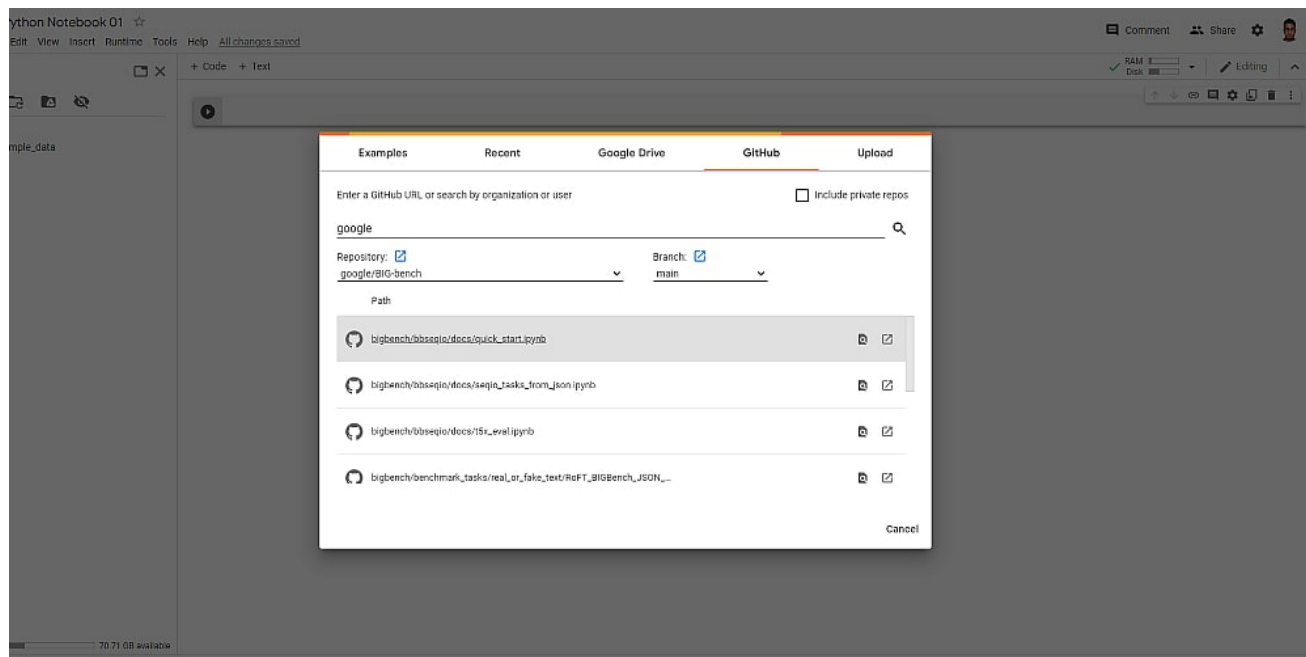 ython Notebook 01
Edit View Insert Runtime Tools Help All changes saved
Comment Share
+ Code + Text
RAM
Disk
Editing
mple_data
Examples Recent Google Drive GitHub Upload
Enter a GitHub URL or search by organization or user
Include private repos
google
Repository:
Branch:
google/BIG-bench
main
Path
bigbench/bbseqio/docs/quick_start.ipynb
bigbench/bbseqio/docs/seqio_tasks_from_json.ipynb
bigbench/bbseqio/docs/t5x_eval.ipynb
bigbench/benchmark_tasks/real_or_fake_text/RoFT_BIGBench_JSON_...
Cancel
70.71 GB available